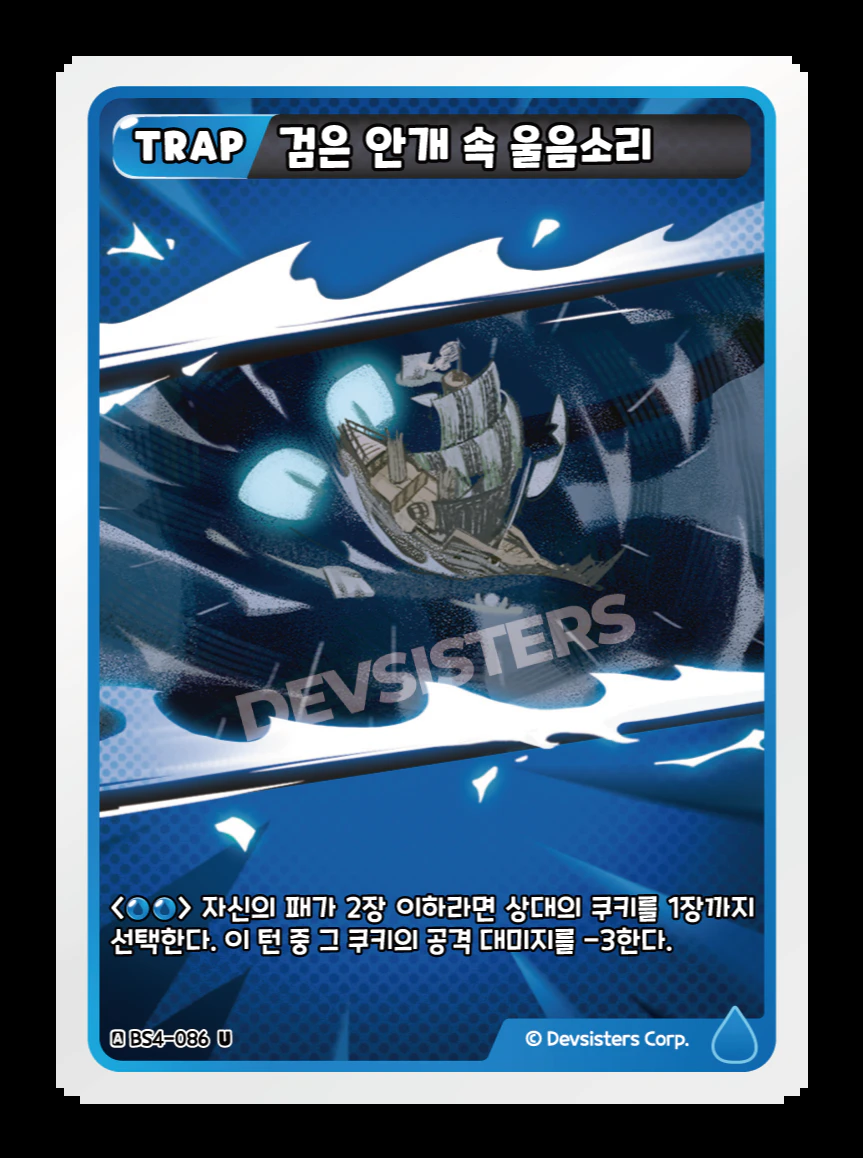 TRAP 검은 안개 속 울음소리
DEVSISTERS
<> 자신의 패가 2장 이하라면 상대의 쿠키를 1장까지
선택한다. 이 턴 중 그 쿠키의 공격 대미지를 -3한다.
A BS4-086 U
© Devsisters Corp.